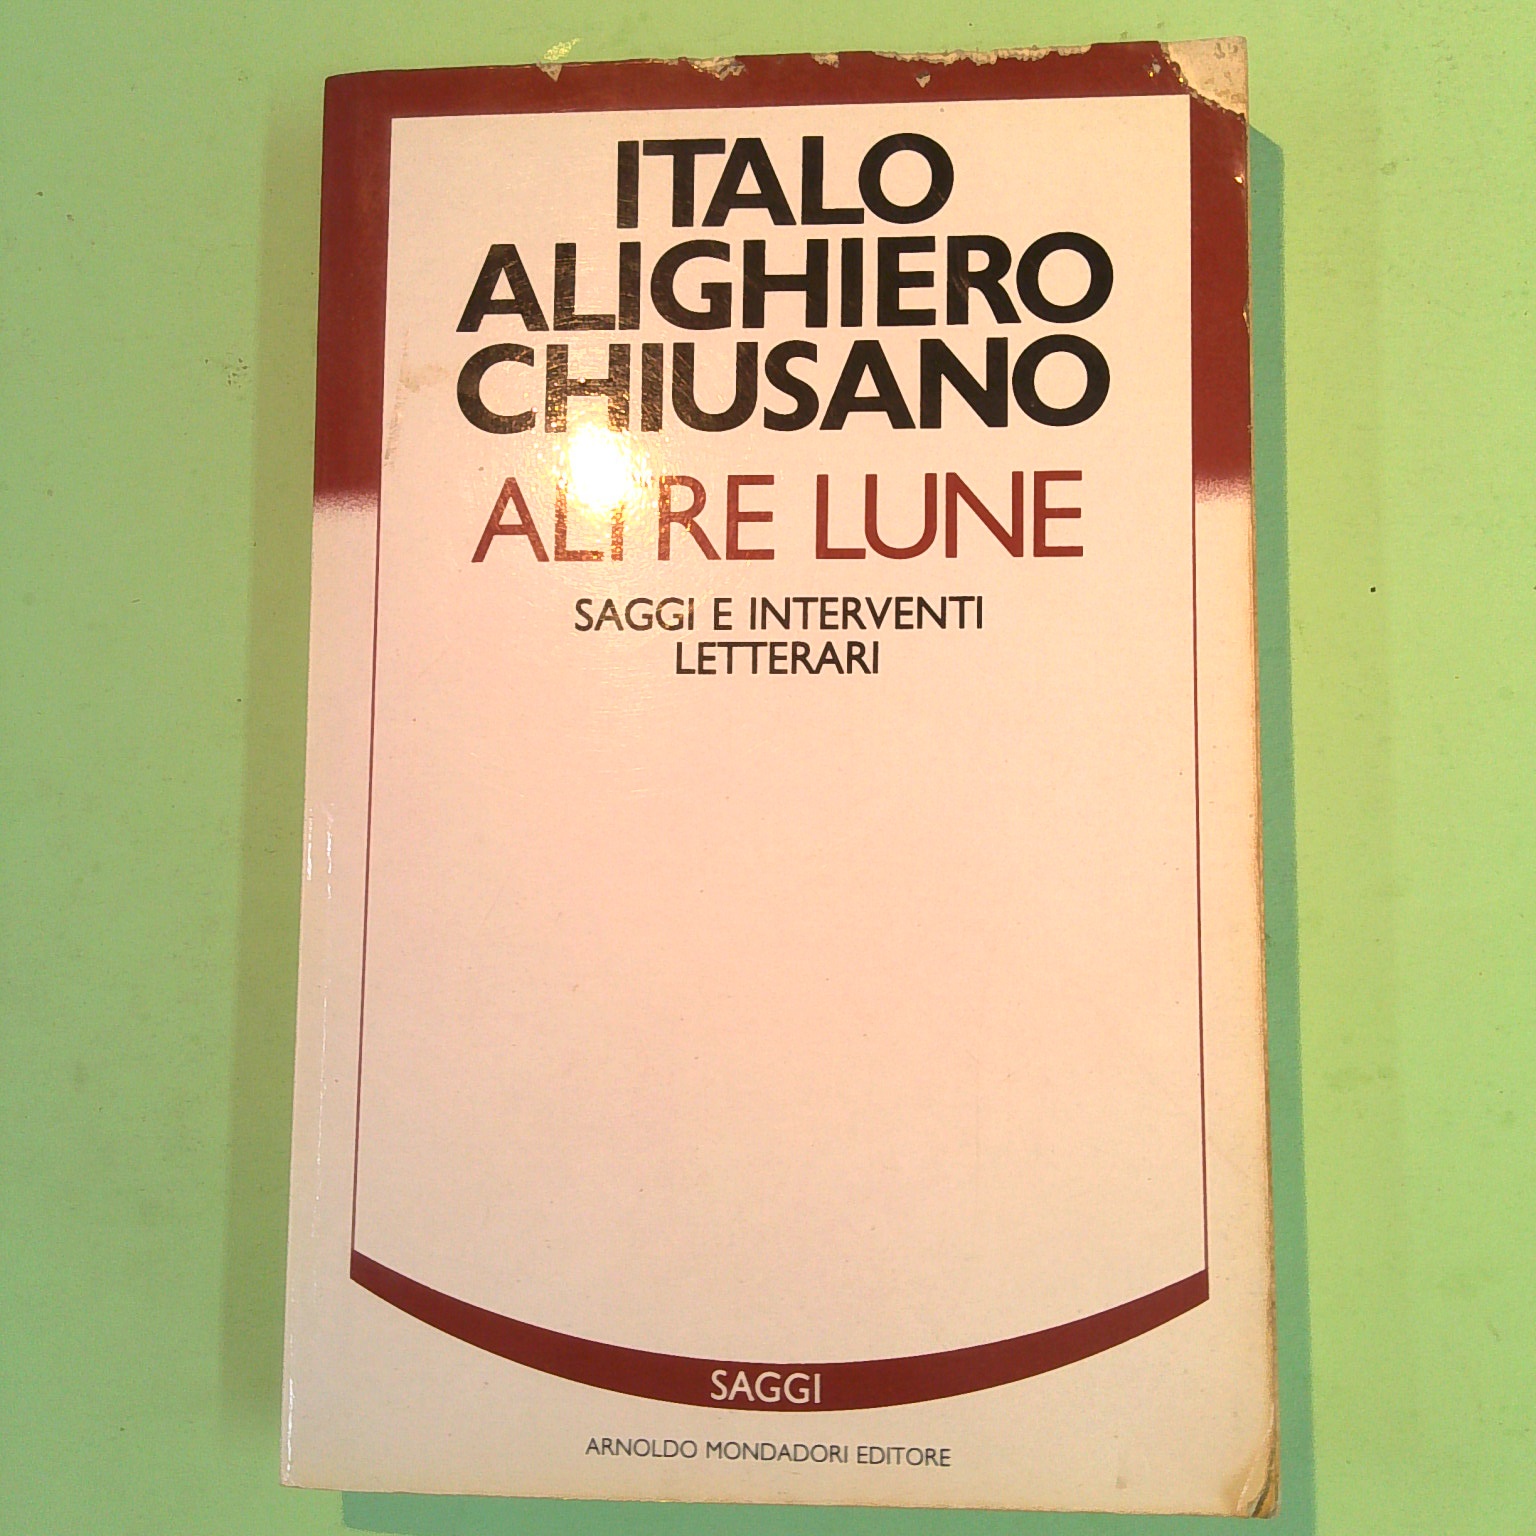 ITALO
ALIGHIERO
CHIUSANO
ALTRE LUNE
SAGGI E INTERVENTI
LETTERARI
SAGGI
ARNOLDO MONDADORI EDITORE